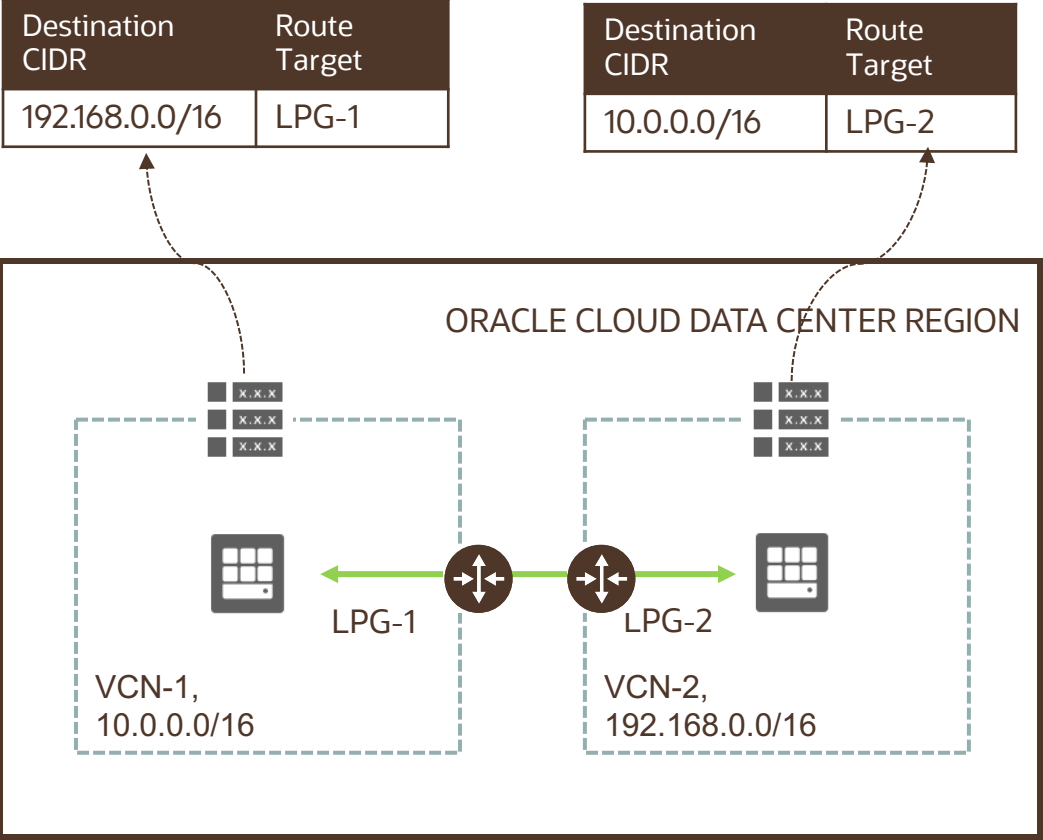 Destination CIDR
Route Target
192.168.0.0/16
LPG-1
Destination CIDR
Route Target
10.0.0.0/16
LPG-2
ORACLE CLOUD DATA CENTER REGION
x.x.x
x.x.x
x.x.x
x.x.x
x.x.x
x.x.x
LPG-1
LPG-2
VCN-1,
10.0.0.0/16
VCN-2,
192.168.0.0/16